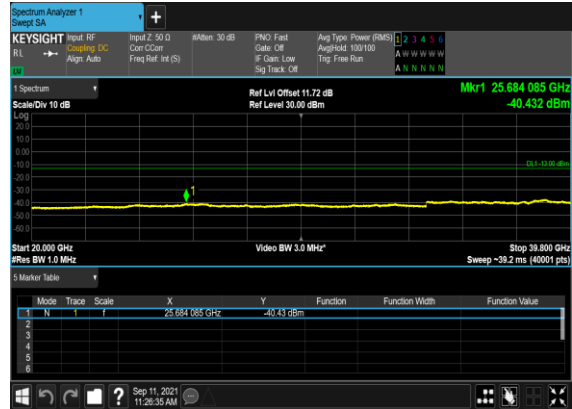 Spectrum Analyzer 1
Swept SA
+
KEYSIGHT Input: RF Input Z: 50 Ω #Atten: 30 dB PNO: Fast Avg Type: Power (RMS) 1 2 3 4 5 6
RL Coupling: DC Corr CCorr Gate: Off Avg|Hold: 100/100 A W W W W W
Align: Auto Freq Ref: Int (S) IF Gain: Low Trig: Free Run
Sig Track: Off A N N N N N
1 Spectrum Ref Lvl Offset 11.72 dB Mkr1 25.684 085 GHz
Scale/Div 10 dB Ref Level 30.00 dBm -40.432 dBm
Log
20.0
10.0
0.00
-10.0 DL1 -13.00 dBm
-20.0
-30.0
1
-40.0
-50.0
-60.0
Start 20.000 GHz Video BW 3.0 MHz* Stop 39.800 GHz
#Res BW 1.0 MHz Sweep ~39.2 ms (40001 pts)
5 Marker Table
Mode Trace Scale X Y Function Function Width Function Value
1 N 1 f 25.684 085 GHz -40.43 dBm
2
3
4
5
6
? Sep 11, 2021
11:26:35 AM